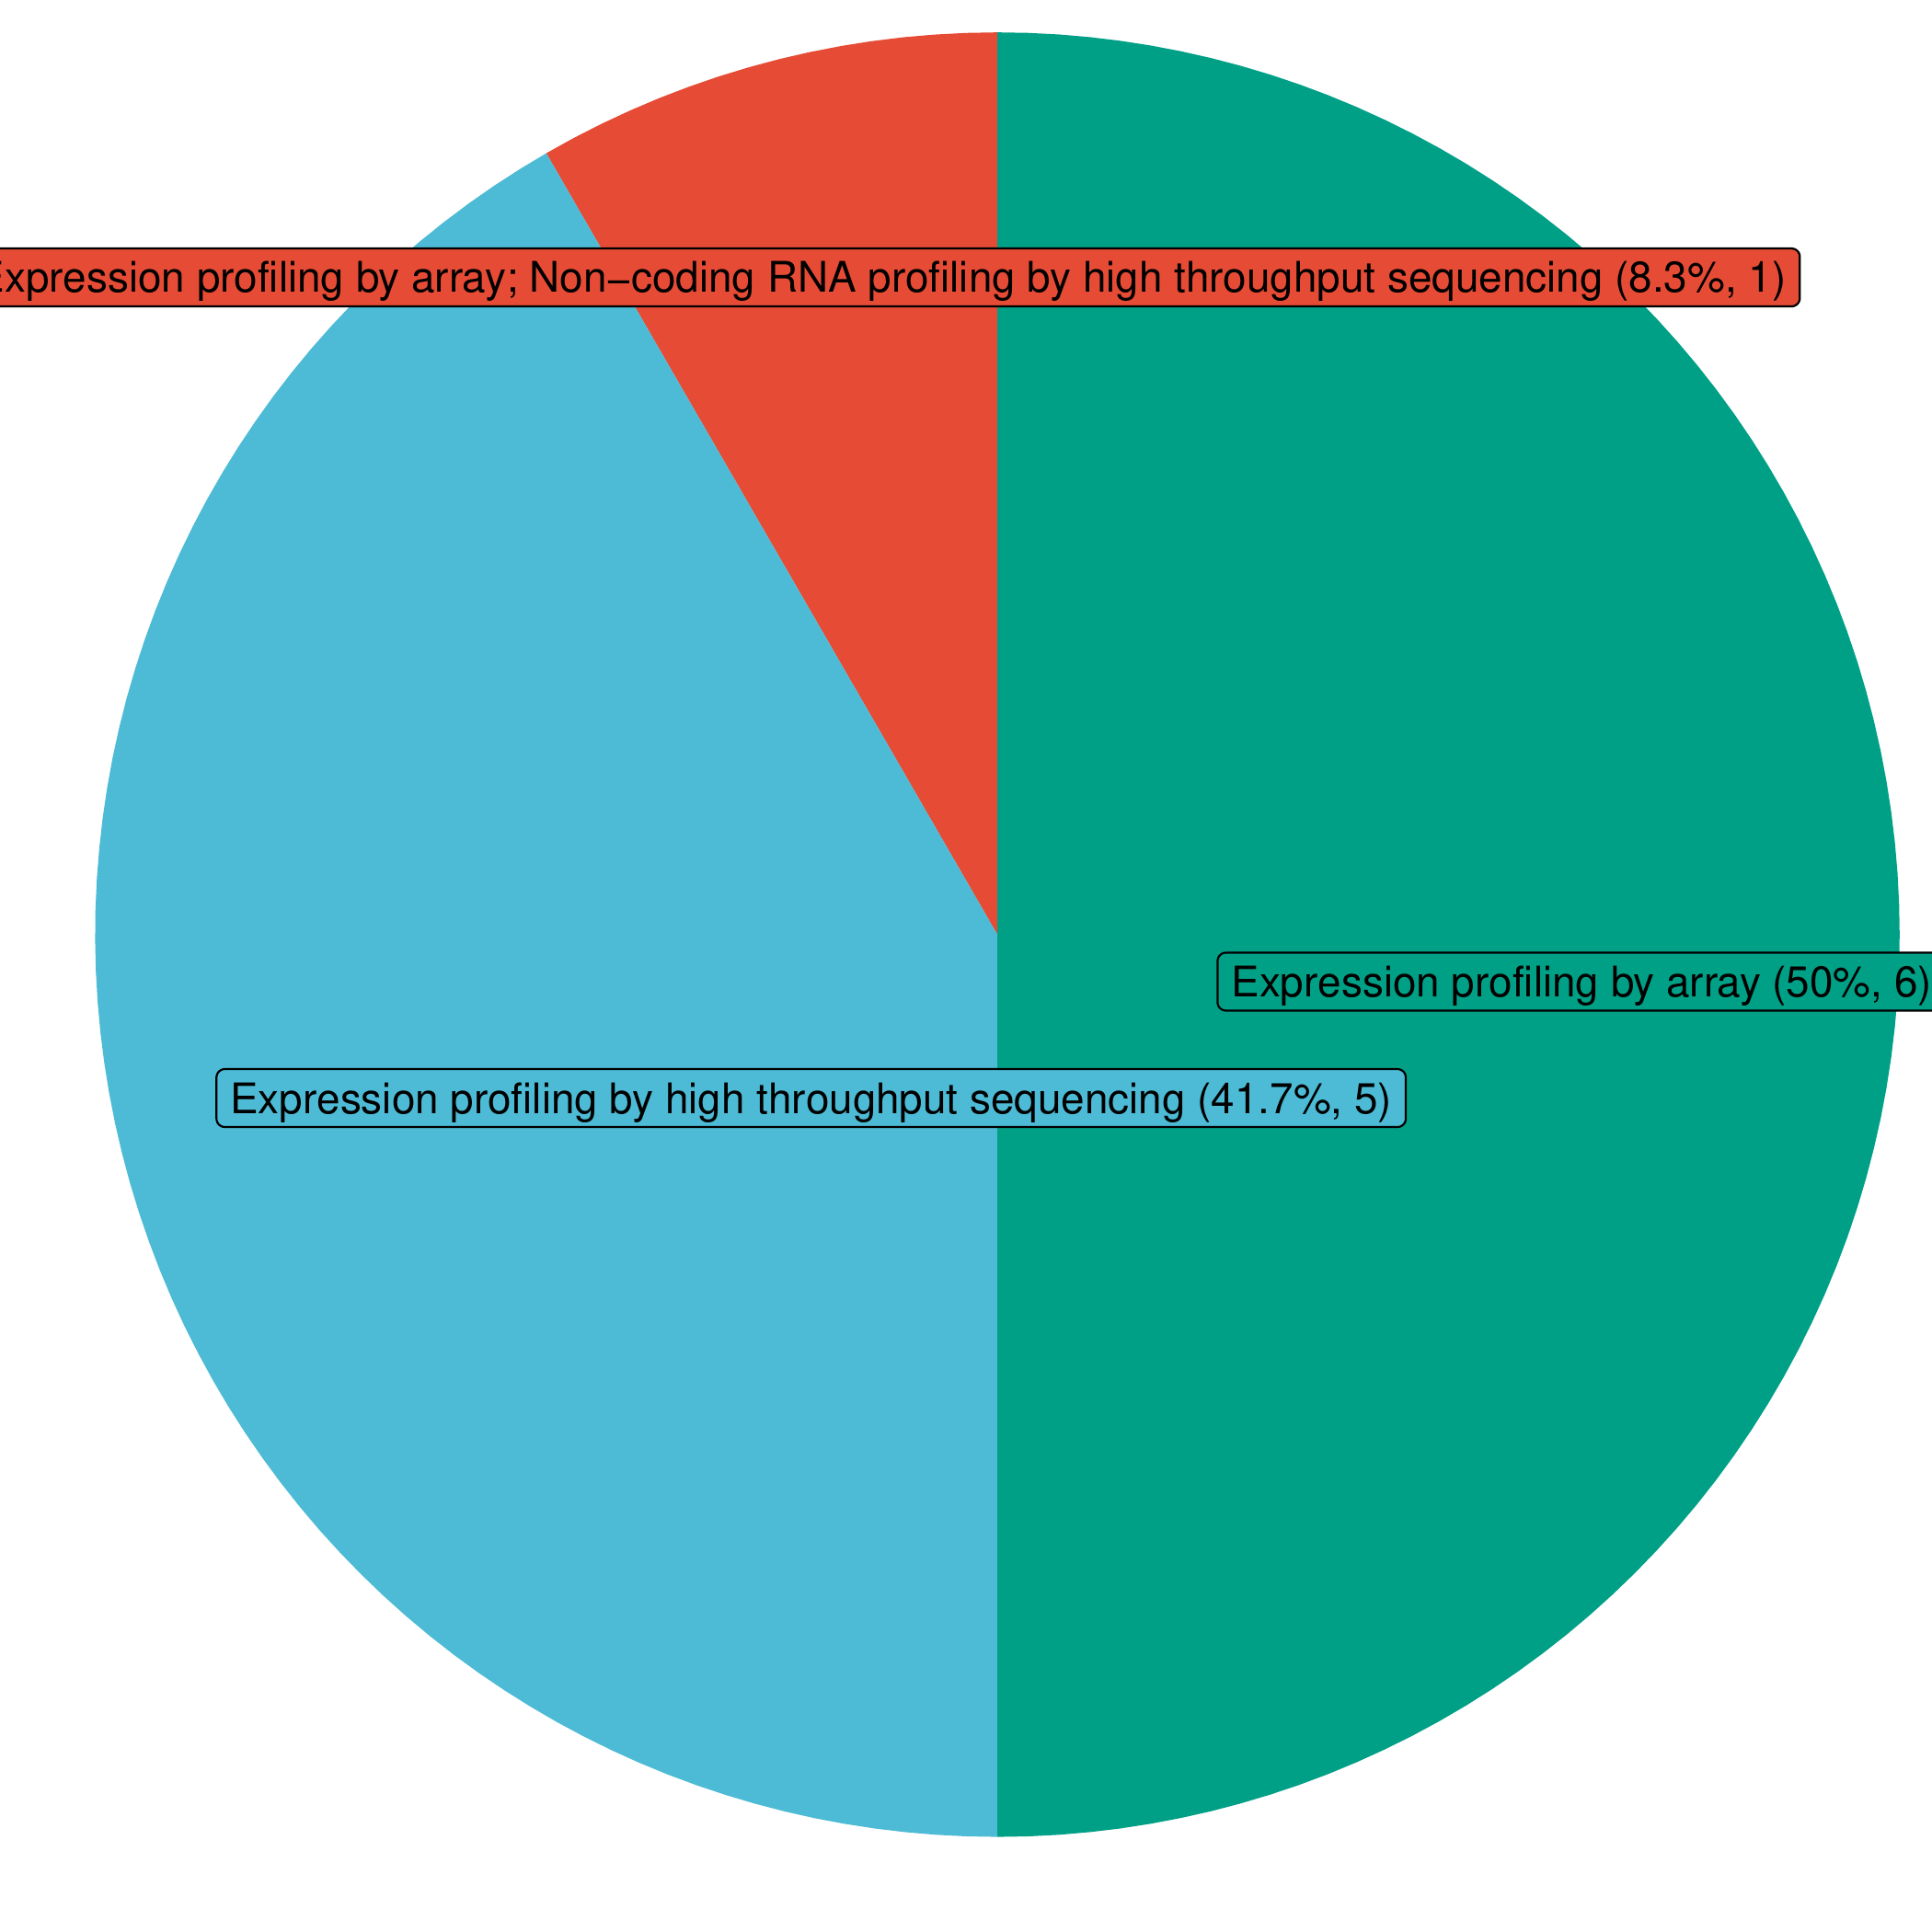 xpression profiling by array; Non−coding RNA profiling by high throughput sequencing (8.3%, 1)
Expression profiling by array (50%, 6)
Expression profiling by high throughput sequencing (41.7%, 5)